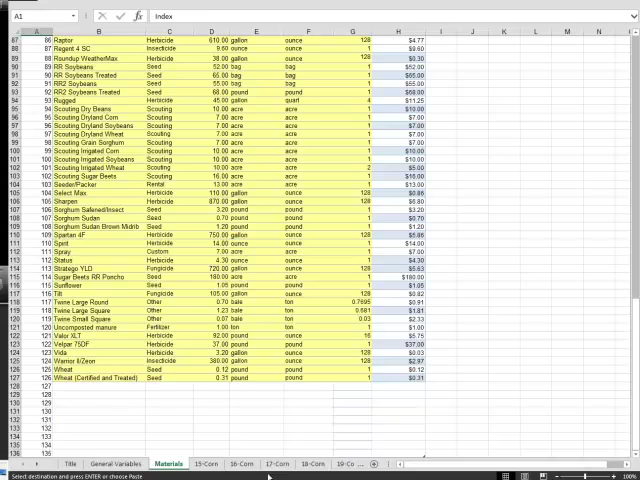 A1 fx Index
A B C D E F G H I J K L M N
87 86 Raptor Herbicide 610.00 gallon ounce 128 $4.77
88 87 Regent 4 SC Insecticide 9.60 ounce ounce 1 $9.60
89 88 Roundup WeatherMax Herbicide 38.00 gallon ounce 128 $0.30
90 89 RR Soybeans Seed 52.00 bag bag 1 $52.00
91 90 RR Soybeans Treated Seed 65.00 bag bag 1 $65.00
92 91 RR2 Soybeans Seed 55.00 bag bag 1 $55.00
93 92 RR2 Soybeans Treated Seed 68.00 pound pound 1 $68.00
94 93 Rugged Herbicide 45.00 gallon quart 4 $11.25
95 94 Scouting Dry Beans Scouting 10.00 acre acre 1 $10.00
96 95 Scouting Dryland Corn Scouting 7.00 acre acre 1 $7.00
97 96 Scouting Dryland Soybeans Scouting 7.00 acre acre 1 $7.00
98 97 Scouting Dryland Wheat Scouting 7.00 acre acre 1 $7.00
99 98 Scouting Grain Sorghum Scouting 7.00 acre acre 1 $7.00
100 99 Scouting Irrigated Corn Scouting 10.00 acre acre 1 $10.00
101 100 Scouting Irrigated Soybeans Scouting 10.00 acre acre 1 $10.00
102 101 Scouting Irrigated Wheat Scouting 10.00 acre acre 2 $5.00
103 102 Scouting Sugar Beets Scouting 16.00 acre acre 1 $16.00
104 103 Seeder/Packer Rental 13.00 acre acre 1 $13.00
105 104 Select Max Herbicide 110.00 gallon ounce 128 $0.86
106 105 Sharpen Herbicide 870.00 gallon ounce 128 $6.80
107 106 Sorghum Safened/Insect Seed 3.20 pound pound 1 $3.20
108 107 Sorghum Sudan Seed 0.70 pound pound 1 $0.70
109 108 Sorghum Sudan Brown Midrib Seed 1.20 pound pound 1 $1.20
110 109 Spartan 4F Herbicide 750.00 gallon ounce 128 $5.86
111 110 Spirit Herbicide 14.00 ounce ounce 1 $14.00
112 111 Spray Custom 7.00 acre acre 1 $7.00
113 112 Status Herbicide 4.30 ounce ounce 1 $4.30
114 113 Stratego YLD Fungicide 720.00 gallon ounce 128 $5.63
115 114 Sugar Beets RR Poncho Seed 180.00 acre acre 1 $180.00
116 115 Sunflower Seed 1.05 pound pound 1 $1.05
117 116 Tilt Fungicide 105.00 gallon ounce 128 $0.82
118 117 Twine Large Round Other 0.70 bale ton 0.7695 $0.91
119 118 Twine Large Square Other 1.23 bale ton 0.681 $1.81
120 119 Twine Small Square Other 0.07 bale ton 0.03 $2.33
121 120 Uncomposted manure Fertilizer 1.00 ton ton 1 $1.00
122 121 Valor XLT Herbicide 92.00 pound ounce 16 $5.75
123 122 Velpar 75DF Herbicide 37.00 pound pound 1 $37.00
124 123 Vida Herbicide 3.20 gallon ounce 128 $0.03
125 124 Warrior II/Zeon Insecticide 380.00 gallon ounce 128 $2.97
126 125 Wheat Seed 0.12 pound pound 1 $0.12
127 126 Wheat (Certified and Treated) Seed 0.31 pound pound 1 $0.31
128 127
129 128
130 129
131 130
132 131
133 132
134 133
135 134
136 135
Title General Variables Materials 15-Corn 16-Corn 17-Corn 18-Corn 19-Co ...
Select destination and press ENTER or choose Paste 100%